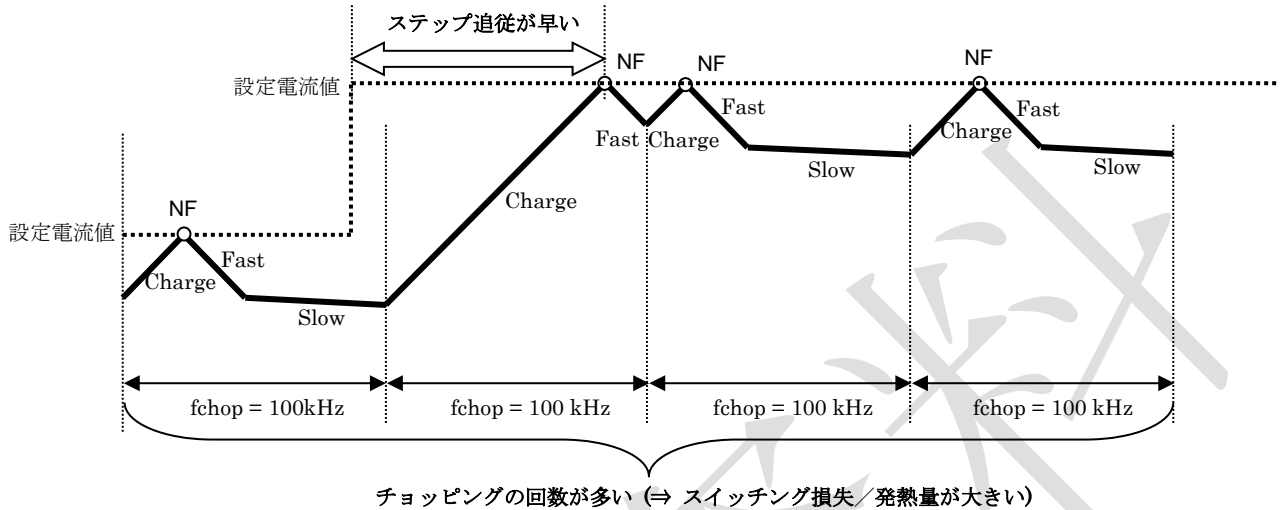 ステップ追従が早い
NF
NF
NF
設定電流値
Fast
Fast
Fast Charge
Charge
Slow
Slow
Charge
NF
設定電流値
Fast
Charge
Slow
fchop = 100kHz
fchop = 100 kHz
fchop = 100 kHz
fchop = 100 kHz
チョッピングの回数が多い (⇒ スイッチング損失／発熱量が大きい)